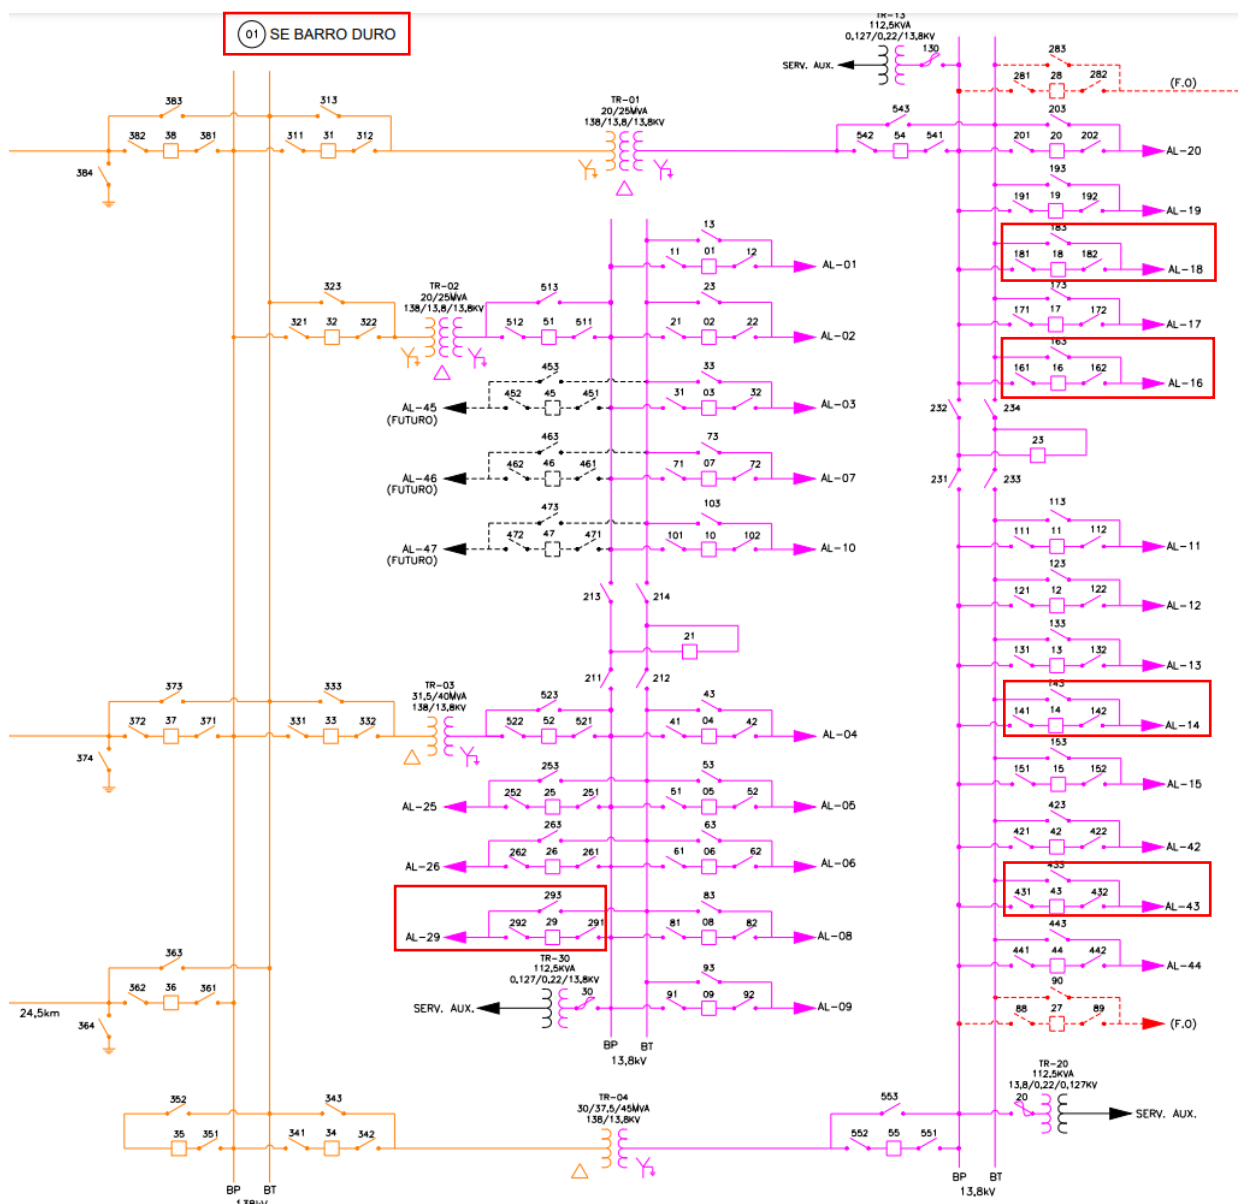 01 SE BARRO DURO
TR-13
112,5KVA
0,127/0,22/13,8KV
SERV. AUX.
130
283
281 28 282
(F.O)
383
313
382 38 381
311 31 312
384
TR-01
20/25MVA
138/13,8/13,8KV
543
542 54 541
203
201 20 202
AL-20
193
191 19 192
AL-19
183
181 18 182
AL-18
173
171 17 172
AL-17
163
161 16 162
AL-16
13
11 01 12
AL-01
323
321 32 322
TR-02
20/25MVA
138/13,8/13,8KV
513
512 51 511
23
21 02 22
AL-02
453
452 45 451
AL-45
(FUTURO)
33
31 03 32
AL-03
463
462 46 461
AL-46
(FUTURO)
73
71 07 72
AL-07
473
472 47 471
AL-47
(FUTURO)
103
101 10 102
AL-10
232 234
23
231 233
213 214
21
211 212
113
111 11 112
AL-11
123
121 12 122
AL-12
133
131 13 132
AL-13
143
141 14 142
AL-14
153
151 15 152
AL-15
423
421 42 422
AL-42
433
431 43 432
AL-43
443
441 44 442
AL-44
90
88 27 89
(F.O)
373
333
372 37 371
331 33 332
374
TR-03
31,5/40MVA
138/13,8KV
523
522 52 521
43
41 04 42
AL-04
253
252 25 251
AL-25
53
51 05 52
AL-05
263
262 26 261
AL-26
63
61 06 62
AL-06
293
292 29 291
AL-29
83
81 08 82
AL-08
TR-30
112,5KVA
0,127/0,22/13,8KV
30
SERV. AUX.
93
91 09 92
AL-09
363
362 36 361
24,5km
364
BP BT
13,8kV
TR-20
112,5KVA
13,8/0,22/0,127KV
20
SERV. AUX.
352
343
35 351
341 34 342
TR-04
30/37,5/45MVA
138/13,8KV
553
552 55 551
BP BT
138kV
BP BT
13,8kV